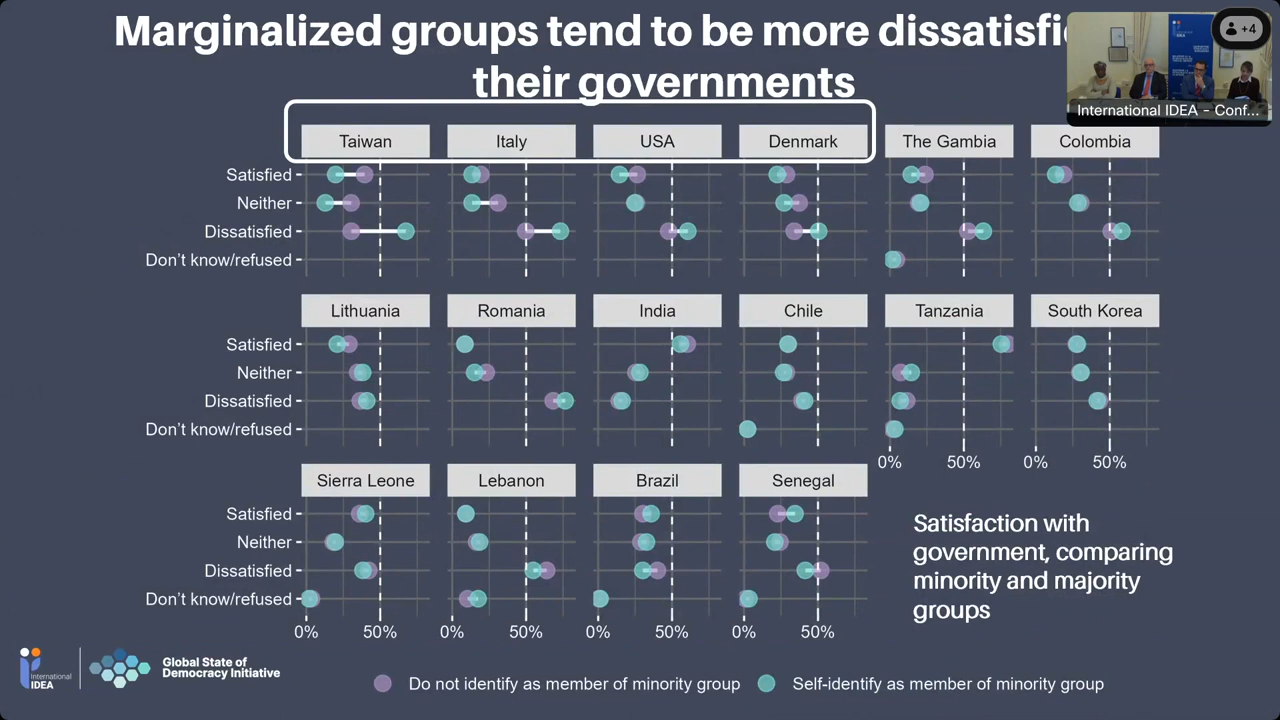 Marginalized groups tend to be more
their governments
+4
International IDEA - Conf...
Taiwan Italy USA Denmark The Gambia Colombia
Satisfied
Neither
Dissatisfied
Don't know/refused
Lithuania Romania India Chile Tanzania South Korea
Satisfied
Neither
Dissatisfied
Don't know/refused
0% 50% 0% 50%
Sierra Leone Lebanon Brazil Senegal
Satisfied
Neither
Dissatisfied
Don't know/refused
0% 50% 0% 50% 0% 50% 0% 50%
Satisfaction with
government, comparing
minority and majority
groups
International
IDEA
Global State of
Democracy Initiative
Do not identify as member of minority group Self-identify as member of minority group